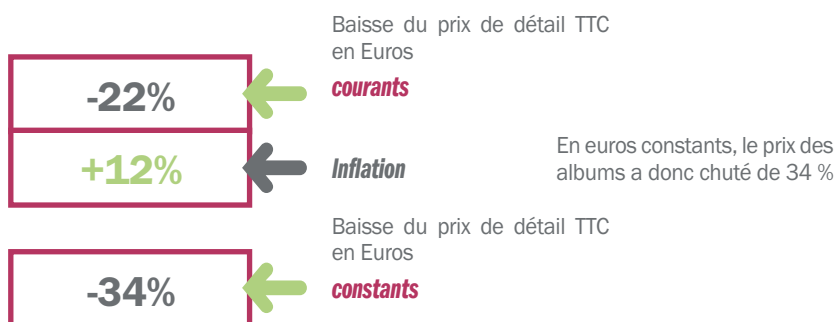 Baisse du prix de détail TTC
en Euros
courants
-22%
+12%
Inflation
En euros constants, le prix des
albums a donc chuté de 34 %
Baisse du prix de détail TTC
en Euros
constants
-34%